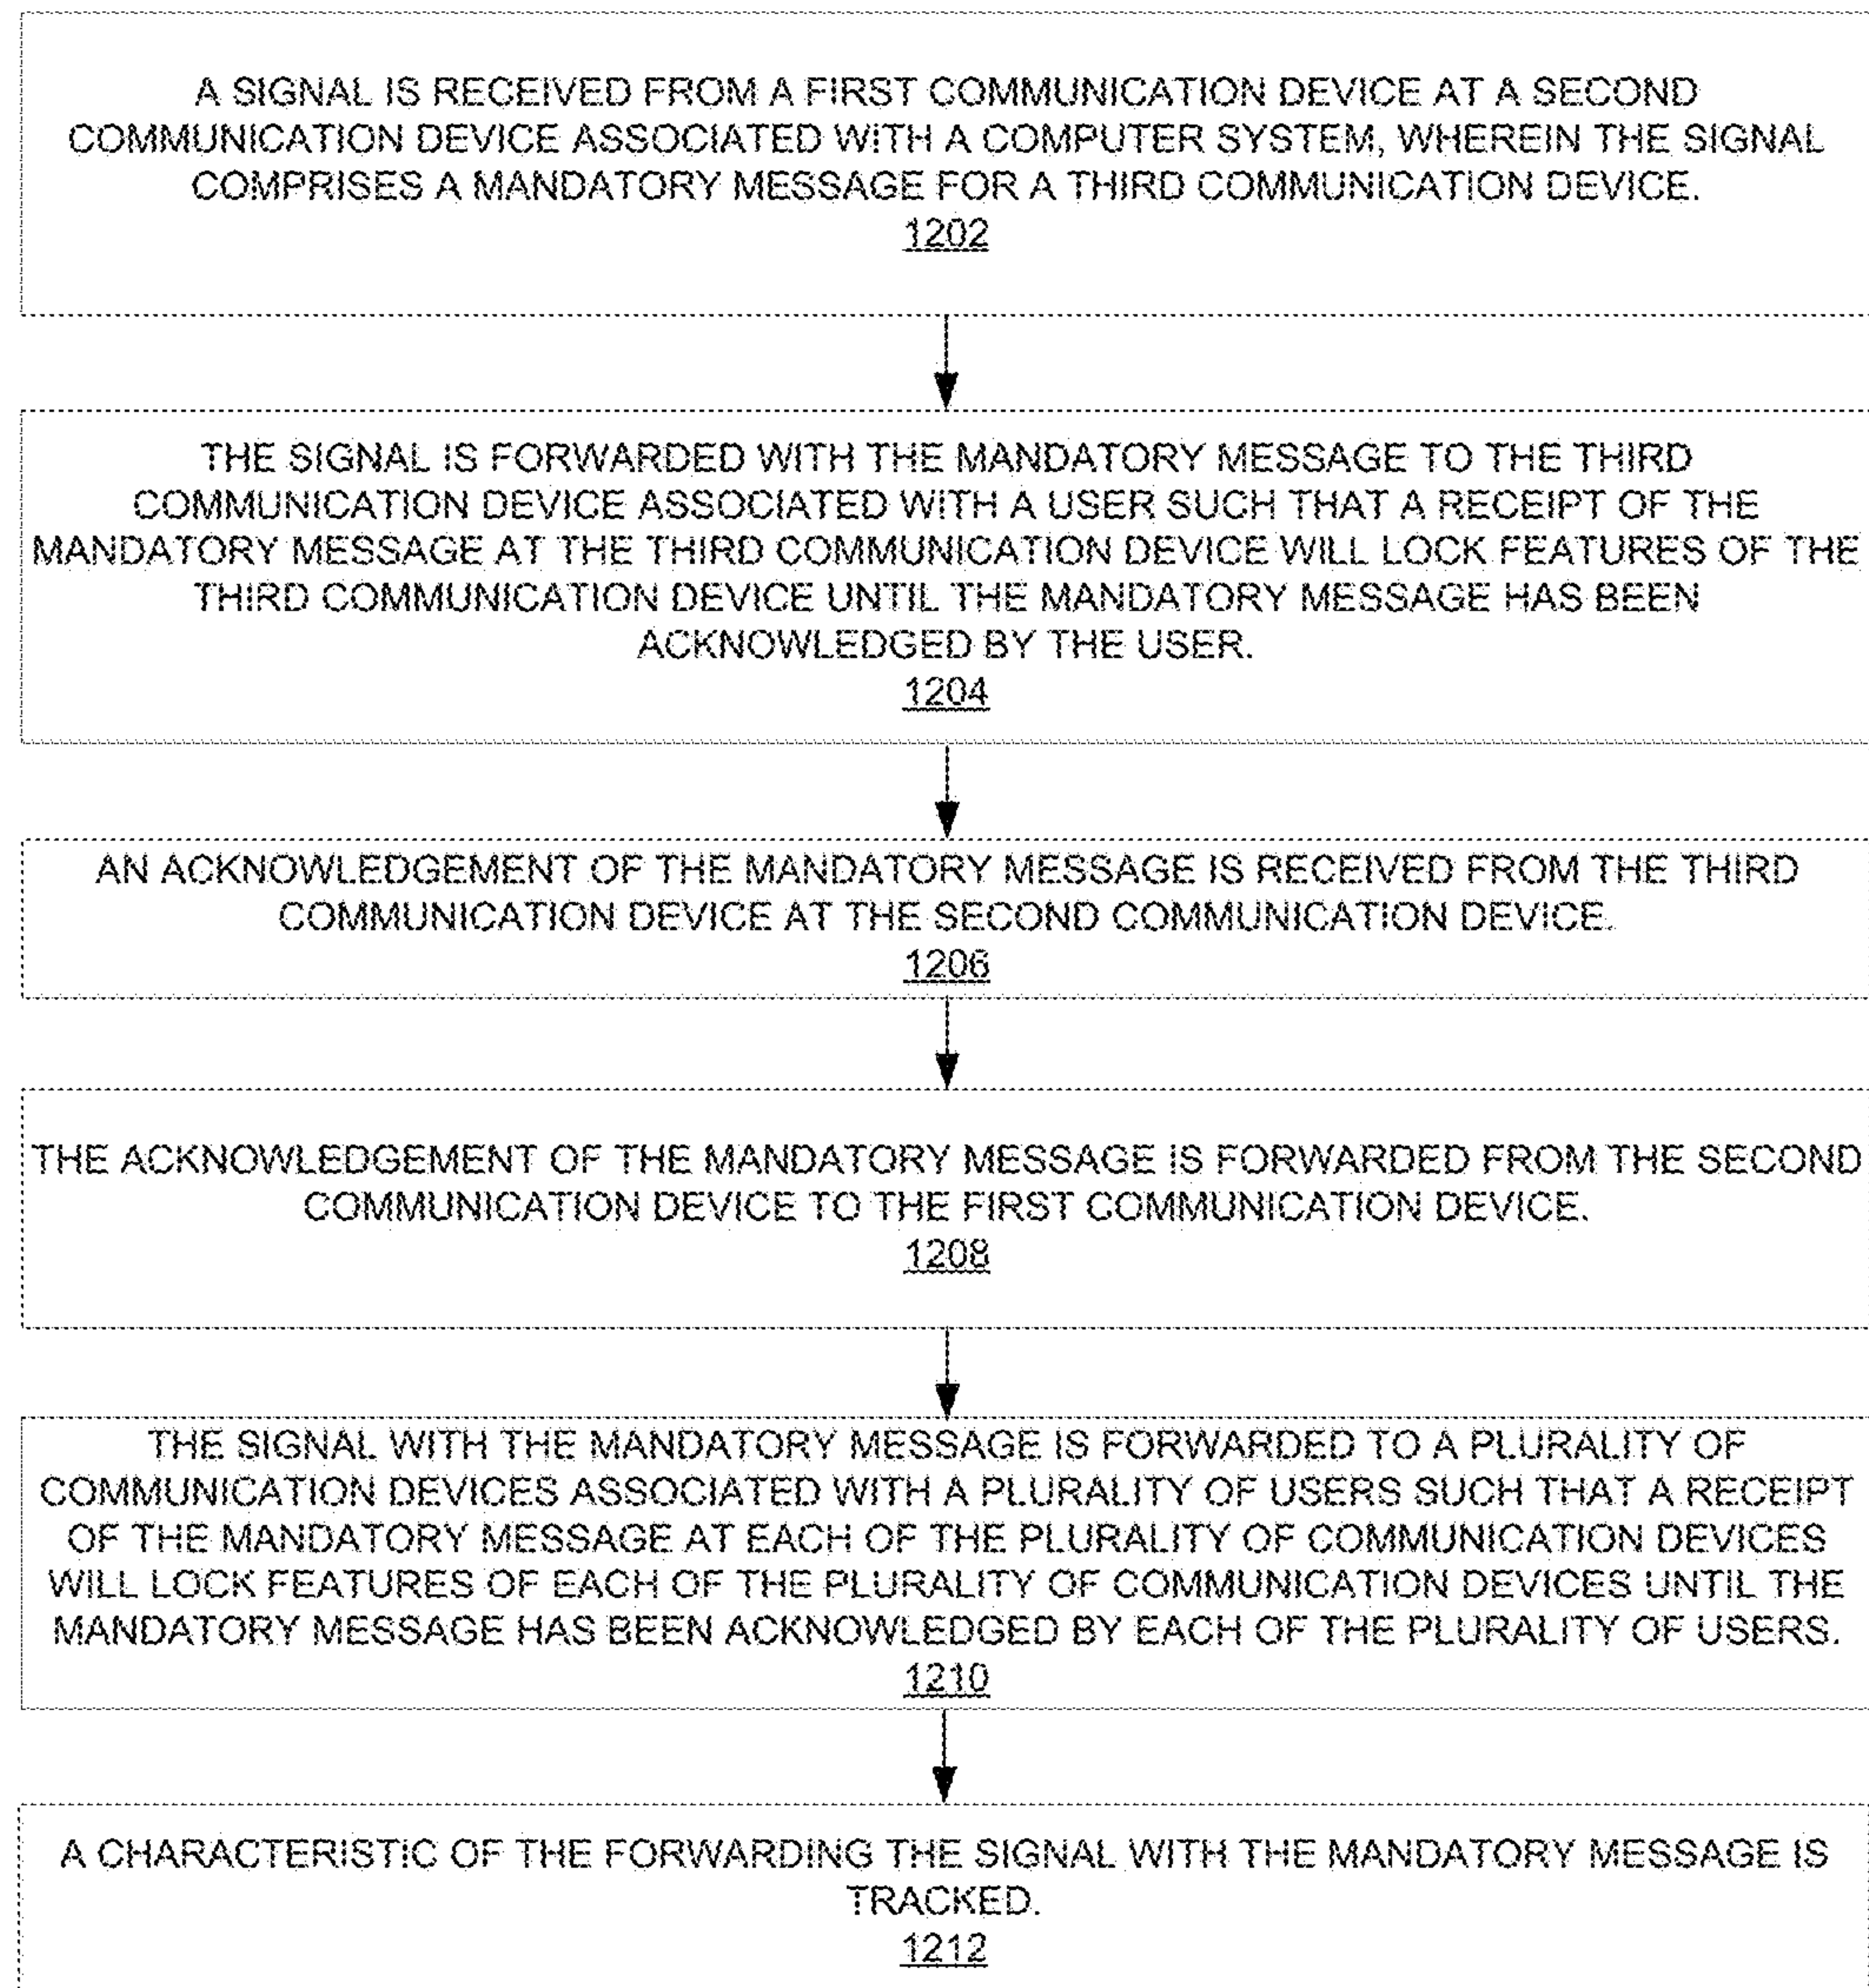 A SIGNAL IS RECEIVED FROM A FIRST COMMUNICATION DEVICE AT A SECOND
COMMUNICATION DEVICE ASSOCIATED WITH A COMPUTER SYSTEM, WHEREIN THE SIGNAL
COMPRISES A MANDATORY MESSAGE FOR A THIRD COMMUNICATION DEVICE.
1202
THE SIGNAL IS FORWARDED WITH THE MANDATORY MESSAGE TO THE THIRD
COMMUNICATION DEVICE ASSOCIATED WITH A USER SUCH THAT A RECEIPT OF THE
MANDATORY MESSAGE AT THE THIRD COMMUNICATION DEVICE WILL LOCK FEATURES OF THE
THIRD COMMUNICATION DEVICE UNTIL THE MANDATORY MESSAGE HAS BEEN
ACKNOWLEDGED BY THE USER.
1204
AN ACKNOWLEDGEMENT OF THE MANDATORY MESSAGE IS RECEIVED FROM THE THIRD
COMMUNICATION DEVICE AT THE SECOND COMMUNICATION DEVICE.
1206
THE ACKNOWLEDGEMENT OF THE MANDATORY MESSAGE IS FORWARDED FROM THE SECOND
COMMUNICATION DEVICE TO THE FIRST COMMUNICATION DEVICE.
1208
THE SIGNAL WITH THE MANDATORY MESSAGE IS FORWARDED TO A PLURALITY OF
COMMUNICATION DEVICES ASSOCIATED WITH A PLURALITY OF USERS SUCH THAT A RECEIPT
OF THE MANDATORY MESSAGE AT EACH OF THE PLURALITY OF COMMUNICATION DEVICES
WILL LOCK FEATURES OF EACH OF THE PLURALITY OF COMMUNICATION DEVICES UNTIL THE
MANDATORY MESSAGE HAS BEEN ACKNOWLEDGED BY EACH OF THE PLURALITY OF USERS.
1210
A CHARACTERISTIC OF THE FORWARDING THE SIGNAL WITH THE MANDATORY MESSAGE IS
TRACKED.
1212